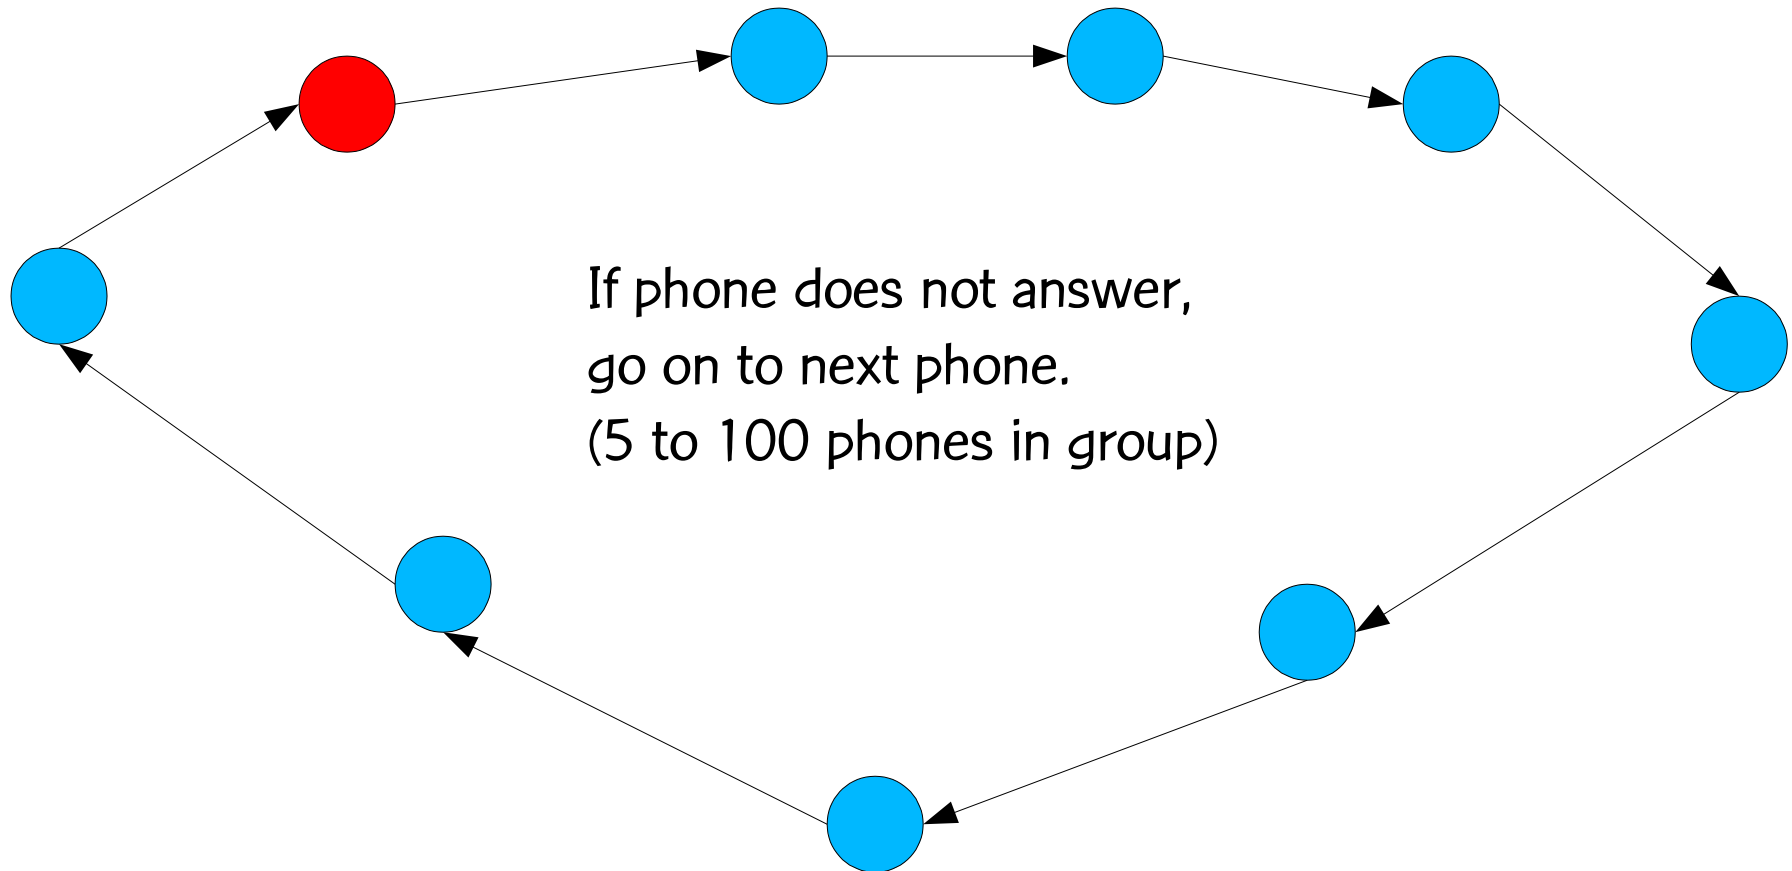 If phone does not answer,
go on to next phone.
(5 to 100 phones in group)